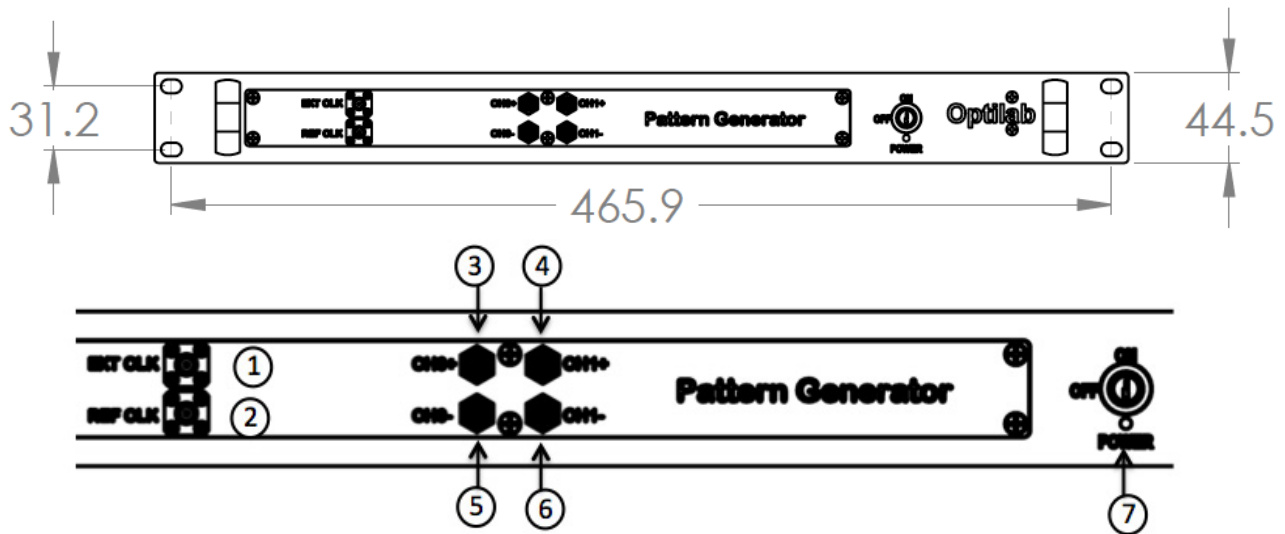 31.2
44.5
465.9
EXT CLK
REF CLK
CH0+
CH0-
CH1+
CH1-
Pattern Generator
ON
OFF
POWER
Optilab
3
4
EXT CLK
1
REF CLK
2
CH0+
CH1+
CH0-
CH1-
Pattern Generator
ON
OFF
POWER
5
6
7